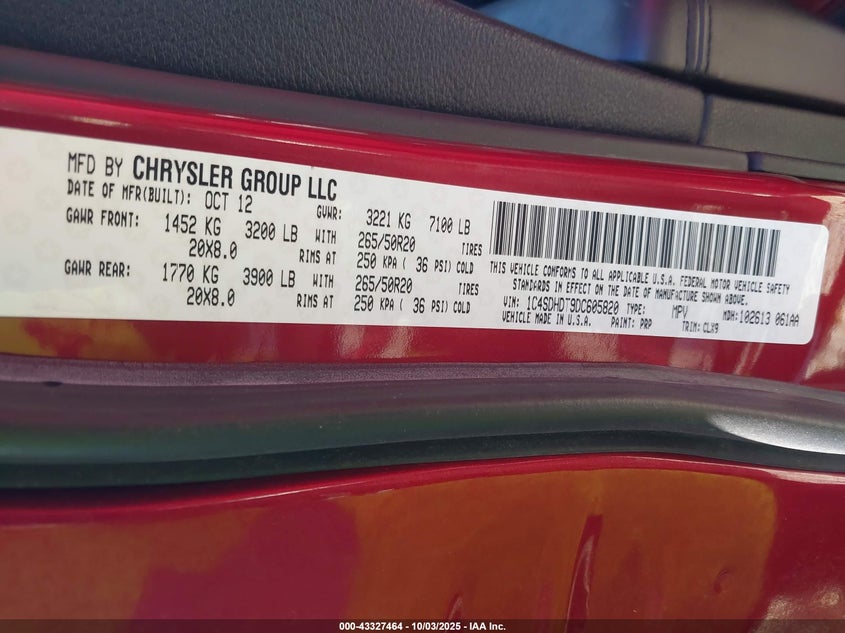 MFD BY CHRYSLER GROUP LLC
DATE OF MFR(BUILT): OCT 12 GVWR: 3221 KG 7100 LB
GAWR FRONT: 1452 KG 3200 LB WITH 265/50R20 TIRES
20X8.0 RIMS AT 250 KPA ( 36 PSI) COLD
GAWR REAR: 1770 KG 3900 LB WITH 265/50R20 TIRES
20X8.0 RIMS AT 250 KPA ( 36 PSI) COLD
THIS VEHICLE CONFORMS TO ALL APPLICABLE U.S.A. FEDERAL MOTOR VEHICLE SAFETY
STANDARDS IN EFFECT ON THE DATE OF MANUFACTURE SHOWN ABOVE.
VIN: 1C4SDHDT9DC605820 TYPE: MPV MDH: 102613 061AA
VEHICLE MADE IN U.S.A. PAINT: PRP TRIM: CLX9
000-43327464 - 10/03/2025 - IAA Inc.